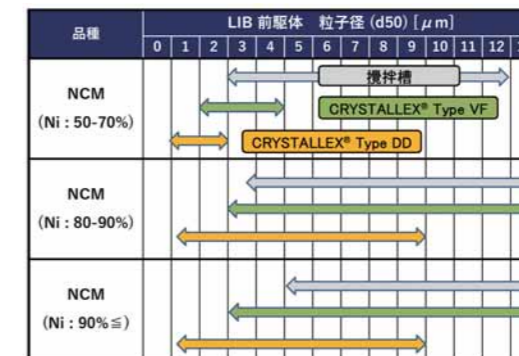 品種
LIB 前駆体 粒子径 (d50) [μm]
0 1 2 3 4 5 6 7 8 9 10 11 12
NCM
(Ni : 50-70%)
攪拌槽
CRYSTALLEX® Type VF
CRYSTALLEX® Type DD
NCM
(Ni : 80-90%)
NCM
(Ni : 90%≦)